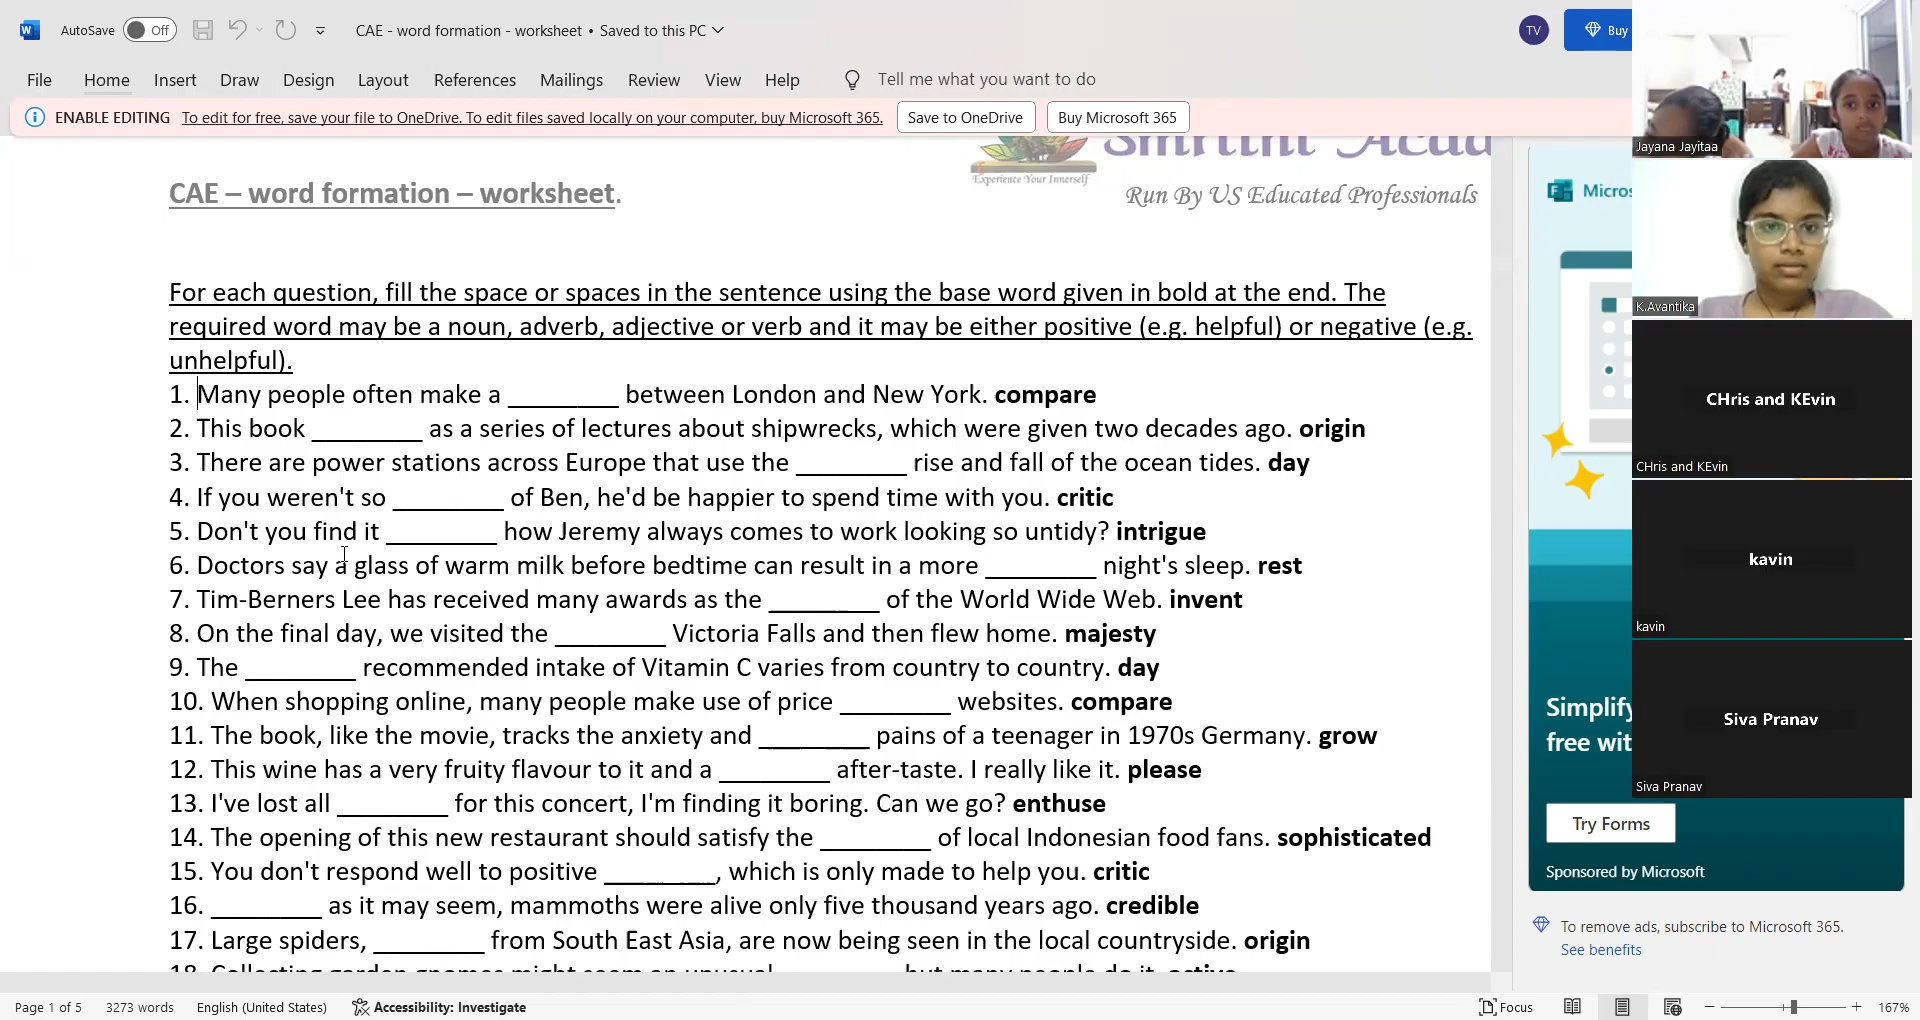 AutoSave Off CAE - word formation - worksheet • Saved to this PC TV Buy
File Home Insert Draw Design Layout References Mailings Review View Help Tell me what you want to do
ENABLE EDITING To edit for free, save your file to OneDrive. To edit files saved locally on your computer, buy Microsoft 365. Save to OneDrive Buy Microsoft 365
Experience Your Innerself
CAE – word formation – worksheet.
Run By US Educated Professionals
For each question, fill the space or spaces in the sentence using the base word given in bold at the end. The
required word may be a noun, adverb, adjective or verb and it may be either positive (e.g. helpful) or negative (e.g.
unhelpful).
1. Many people often make a ________ between London and New York. compare
2. This book ________ as a series of lectures about shipwrecks, which were given two decades ago. origin
3. There are power stations across Europe that use the ________ rise and fall of the ocean tides. day
4. If you weren't so ________ of Ben, he'd be happier to spend time with you. critic
5. Don't you find it ________ how Jeremy always comes to work looking so untidy? intrigue
6. Doctors say a glass of warm milk before bedtime can result in a more ________ night's sleep. rest
7. Tim-Berners Lee has received many awards as the ________ of the World Wide Web. invent
8. On the final day, we visited the ________ Victoria Falls and then flew home. majesty
9. The ________ recommended intake of Vitamin C varies from country to country. day
10. When shopping online, many people make use of price ________ websites. compare
11. The book, like the movie, tracks the anxiety and ________ pains of a teenager in 1970s Germany. grow
12. This wine has a very fruity flavour to it and a ________ after-taste. I really like it. please
13. I've lost all ________ for this concert, I'm finding it boring. Can we go? enthuse
14. The opening of this new restaurant should satisfy the ________ of local Indonesian food fans. sophisticated
15. You don't respond well to positive ________, which is only made to help you. critic
16. ________ as it may seem, mammoths were alive only five thousand years ago. credible
17. Large spiders, ________ from South East Asia, are now being seen in the local countryside. origin
18. Collecting garden gnomes might seem an unusual ________, but many people do it. active
Jayana Jayitaa
K.Avantika
CHris and KEvin
CHris and KEvin
kavin
kavin
Siva Pranav
Siva Pranav
Micros
Simplify
free wit
Try Forms
Sponsored by Microsoft
To remove ads, subscribe to Microsoft 365.
See benefits
Page 1 of 5 3273 words English (United States) Accessibility: Investigate Focus 167%